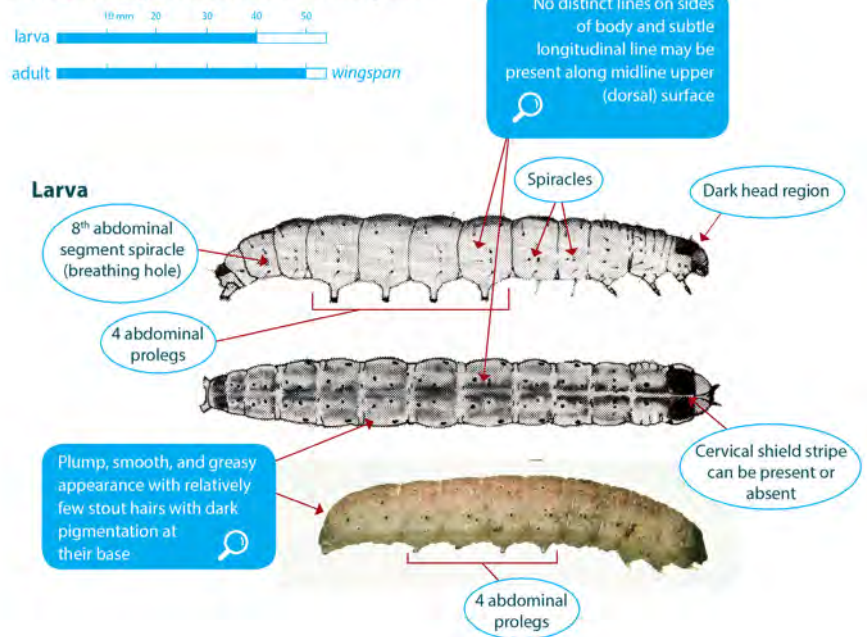 10 mm 20 30 40 50
larva
adult
wingspan
No distinct lines on sides
of body and subtle
longitudinal line may be
present along midline upper
(dorsal) surface
Larva
Spiracles
Dark head region
8th abdominal
segment spiracle
(breathing hole)
4 abdominal
prolegs
Cervical shield stripe
can be present or
absent
Plump, smooth, and greasy
appearance with relatively
few stout hairs with dark
pigmentation at
their base
4 abdominal
prolegs